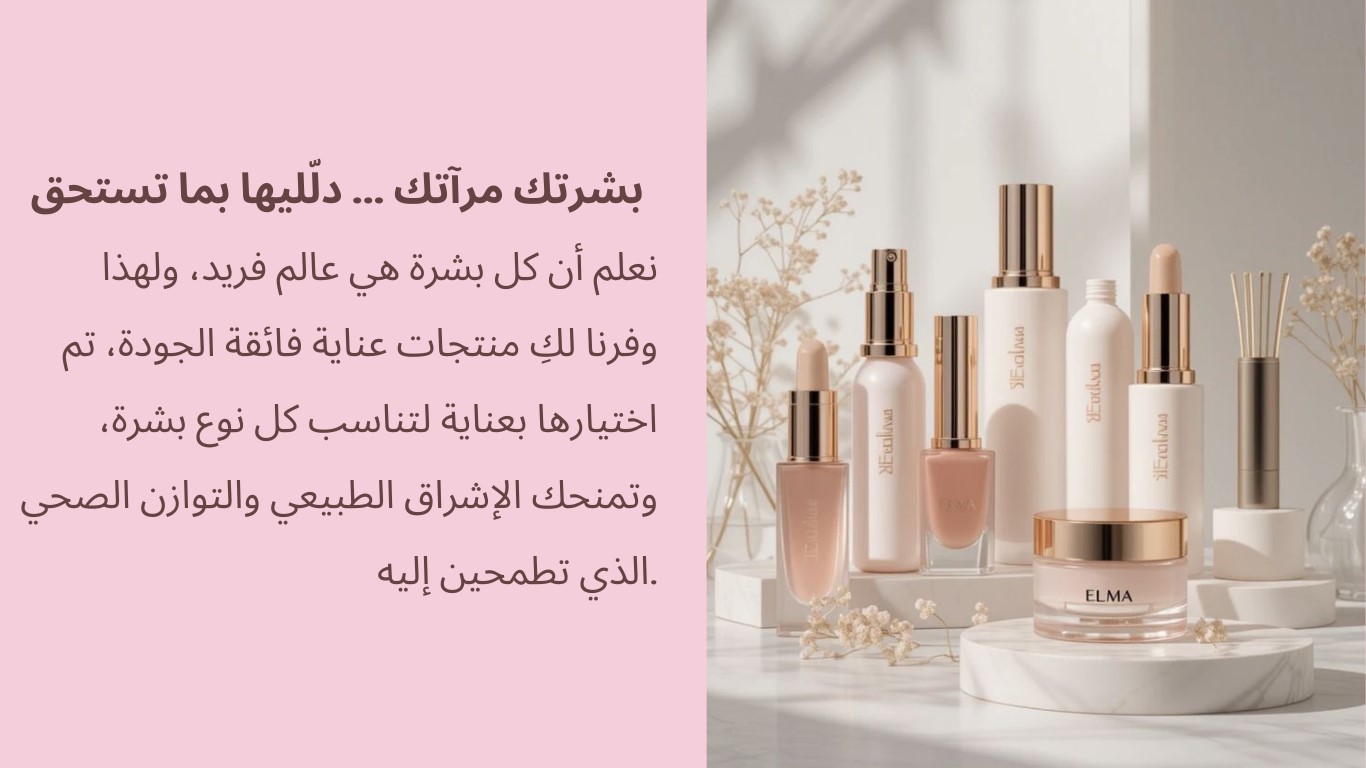 بشرتك مرآتك ... دلّليها بما تستحق
نعلم أن كل بشرة هي عالم فريد، ولهذا
وفرنا لكِ منتجات عناية فائقة الجودة، تم
اختيارها بعناية لتناسب كل نوع بشرة،
وتمنحك الإشراق الطبيعي والتوازن الصحي
.الذي تطمحين إليه
ELMA